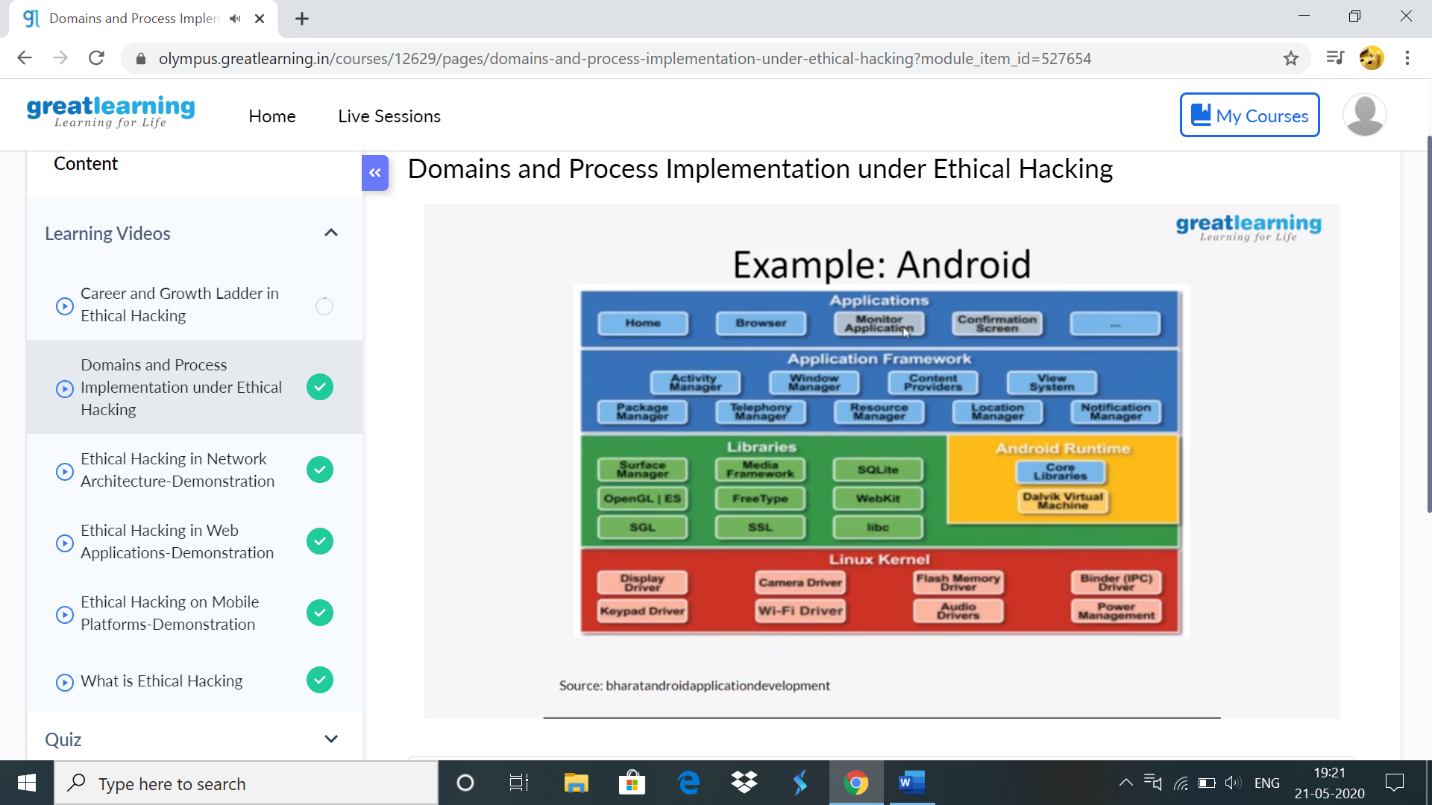 Domains and Process Implen
olympus.greatlearning.in/courses/12629/pages/domains-and-process-implementation-under-ethical-hacking?module_item_id=527654
greatlearning
Learning for Life
Home
Live Sessions
My Courses
Content
Learning Videos
Career and Growth Ladder in
Ethical Hacking
Domains and Process
Implementation under Ethical
Hacking
Ethical Hacking in Network
Architecture-Demonstration
Ethical Hacking in Web
Applications-Demonstration
Ethical Hacking on Mobile
Platforms-Demonstration
What is Ethical Hacking
Quiz
Domains and Process Implementation under Ethical Hacking
greatlearning
Learning for Life
Example: Android
Applications
Home
Browser
Monitor
Application
Confirmation
Screen
...
Application Framework
Activity
Manager
Window
Manager
Content
Providers
View
System
Package
Manager
Telephony
Manager
Resource
Manager
Location
Manager
Notification
Manager
Libraries
Surface
Manager
Media
Framework
SQLite
OpenGL | ES
FreeType
WebKit
SGL
SSL
libc
Android Runtime
Core
Libraries
Dalvik Virtual
Machine
Linux Kernel
Display
Driver
Camera Driver
Flash Memory
Driver
Binder (IPC)
Driver
Keypad Driver
Wi-Fi Driver
Audio
Drivers
Power
Management
Source: bharatandroidapplicationdevelopment
Type here to search
ENG
19:21
21-05-2020